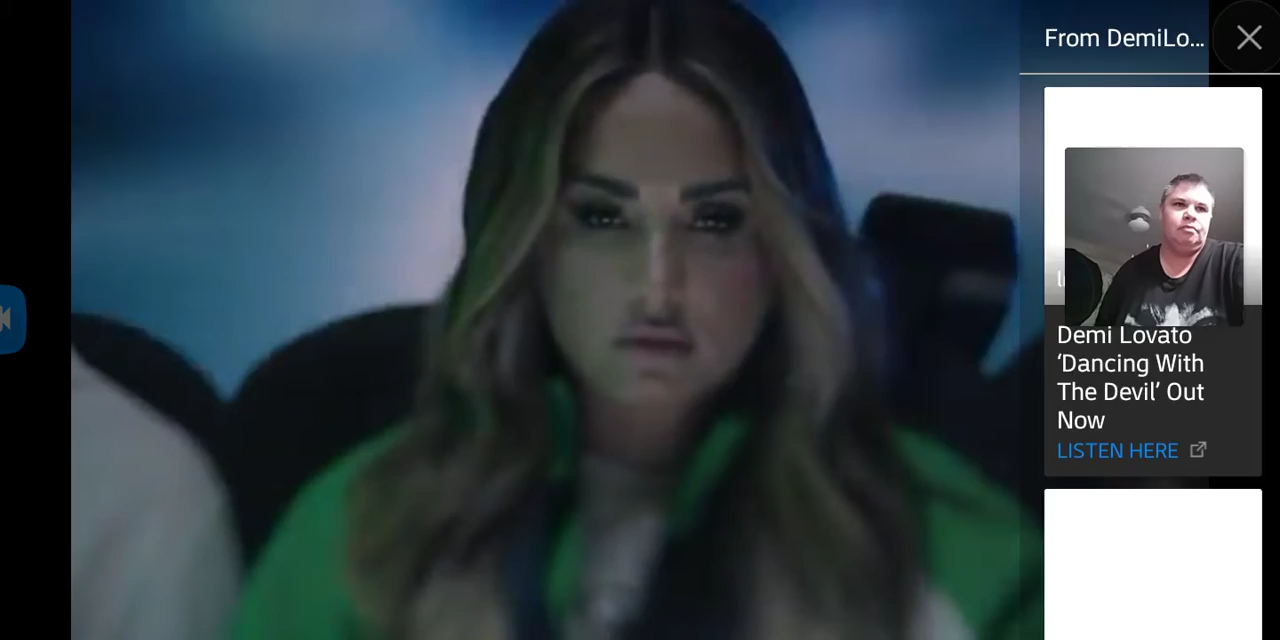 From DemiLo...
Demi Lovato
‘Dancing With
The Devil’ Out
Now
LISTEN HERE